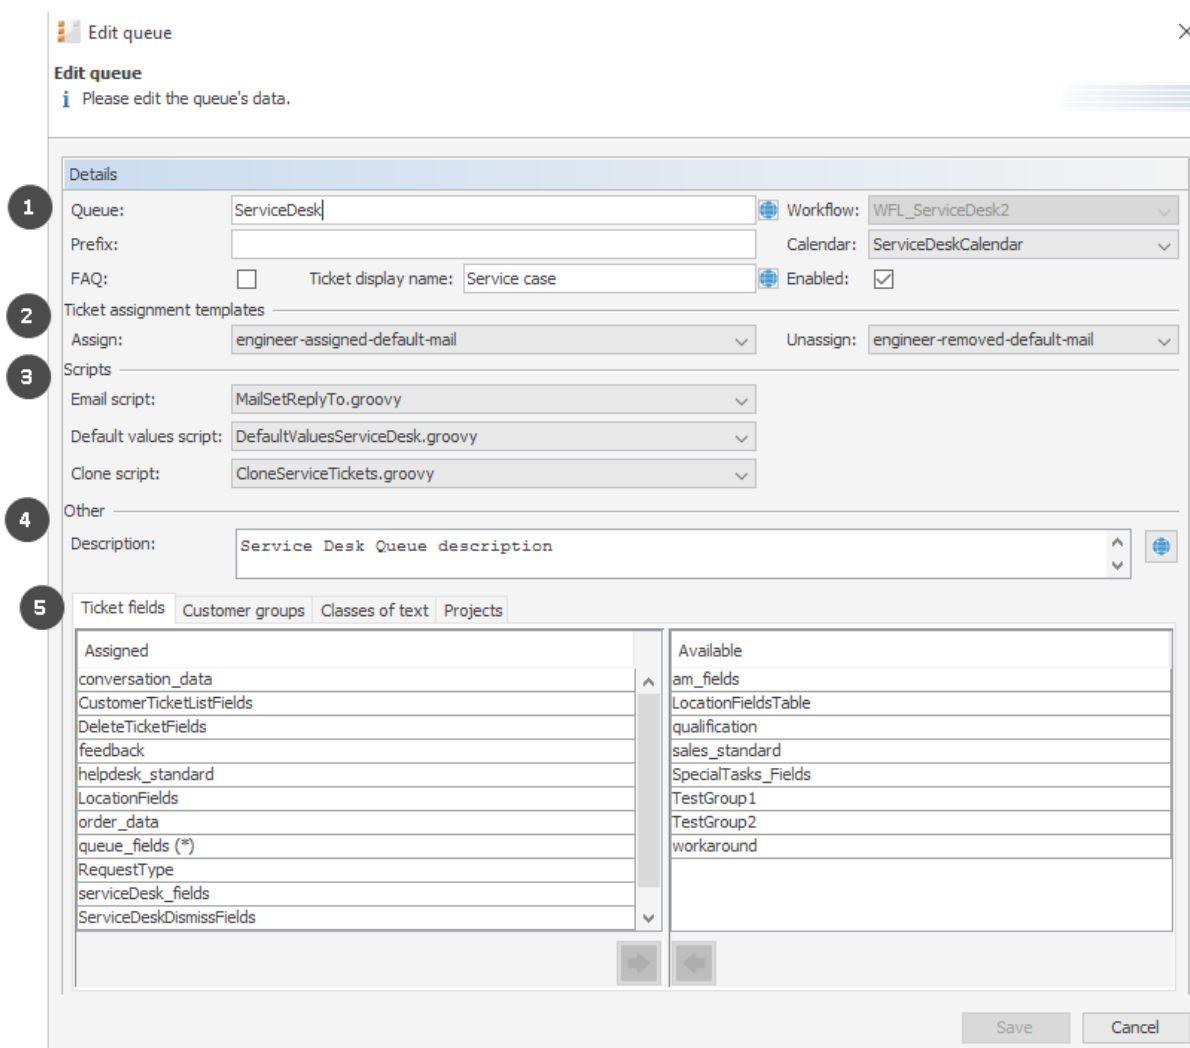 Edit queue
Edit queue
i Please edit the queue's data.
Details
1
Queue: ServiceDesk Workflow: WFL_ServiceDesk2
Prefix: Calendar: ServiceDeskCalendar
FAQ: Ticket display name: Service case Enabled:
2
Ticket assignment templates
Assign: engineer-assigned-default-mail Unassign: engineer-removed-default-mail
3
Scripts
Email script: MailSetReplyTo.groovy
Default values script: DefaultValuesServiceDesk.groovy
Clone script: CloneServiceTickets.groovy
4
Other
Description: Service Desk Queue description
5
Ticket fields Customer groups Classes of text Projects
Assigned Available
conversation_data am_fields
CustomerTicketListFields LocationFieldsTable
DeleteTicketFields qualification
feedback sales_standard
helpdesk_standard SpecialTasks_Fields
LocationFields TestGroup1
order_data TestGroup2
queue_fields (*) workaround
RequestType
serviceDesk_fields
ServiceDeskDismissFields
Save Cancel